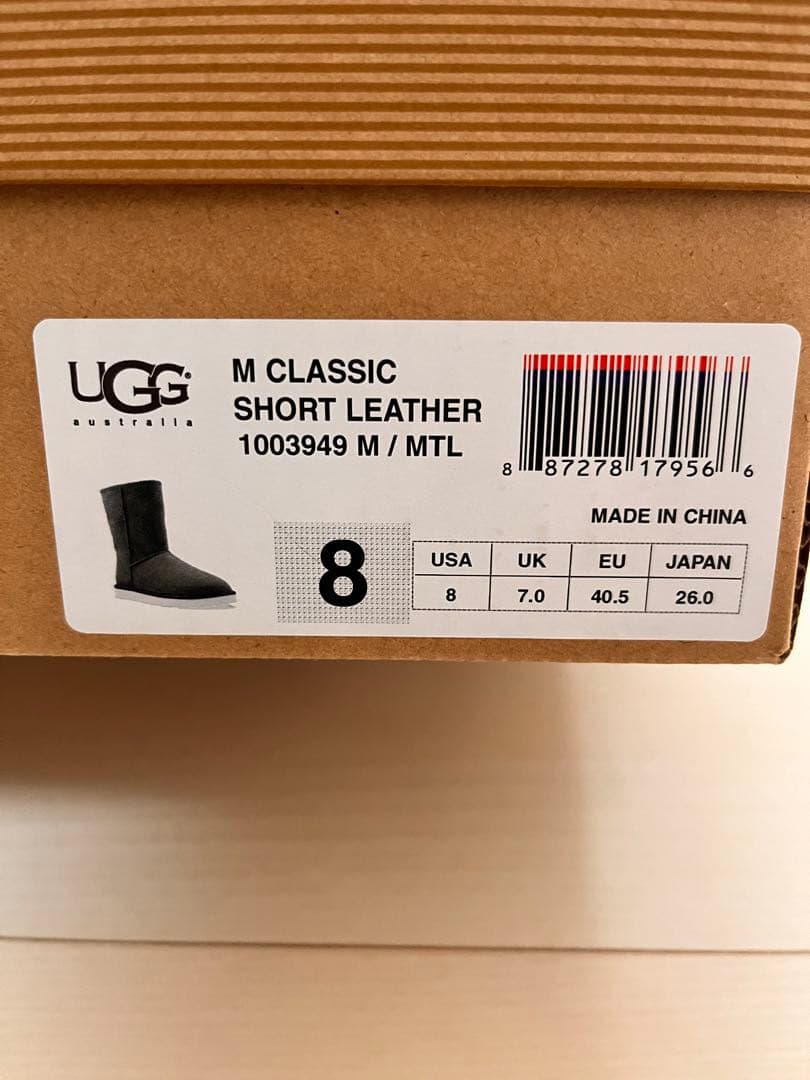 UGG
australia
M CLASSIC
SHORT LEATHER
1003949 M / MTL
8 87278 17956 6
MADE IN CHINA
8
USA UK EU JAPAN
8 7.0 40.5 26.0